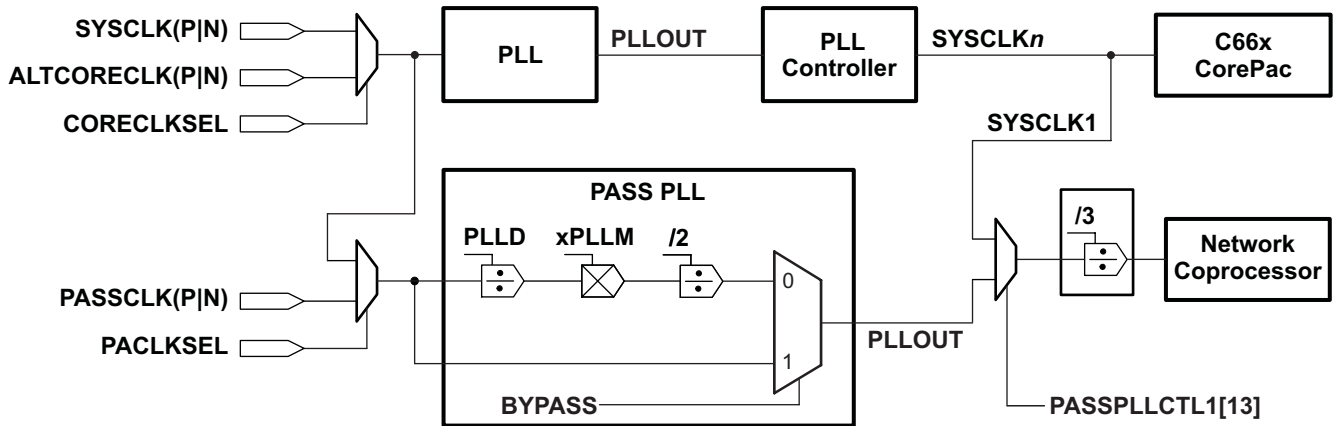 SYSCLK(P|N)
ALTCORECLK(P|N)
CORECLKSEL
PLL
PLLOUT
PLL
Controller
SYSCLKn
C66x
CorePac
SYSCLK1
PASS PLL
PLLD
xPLLM
/2
0
1
BYPASS
PASSCLK(P|N)
PACLKSEL
PLLOUT
/3
Network
Coprocessor
PASSPLLCTL1[13]